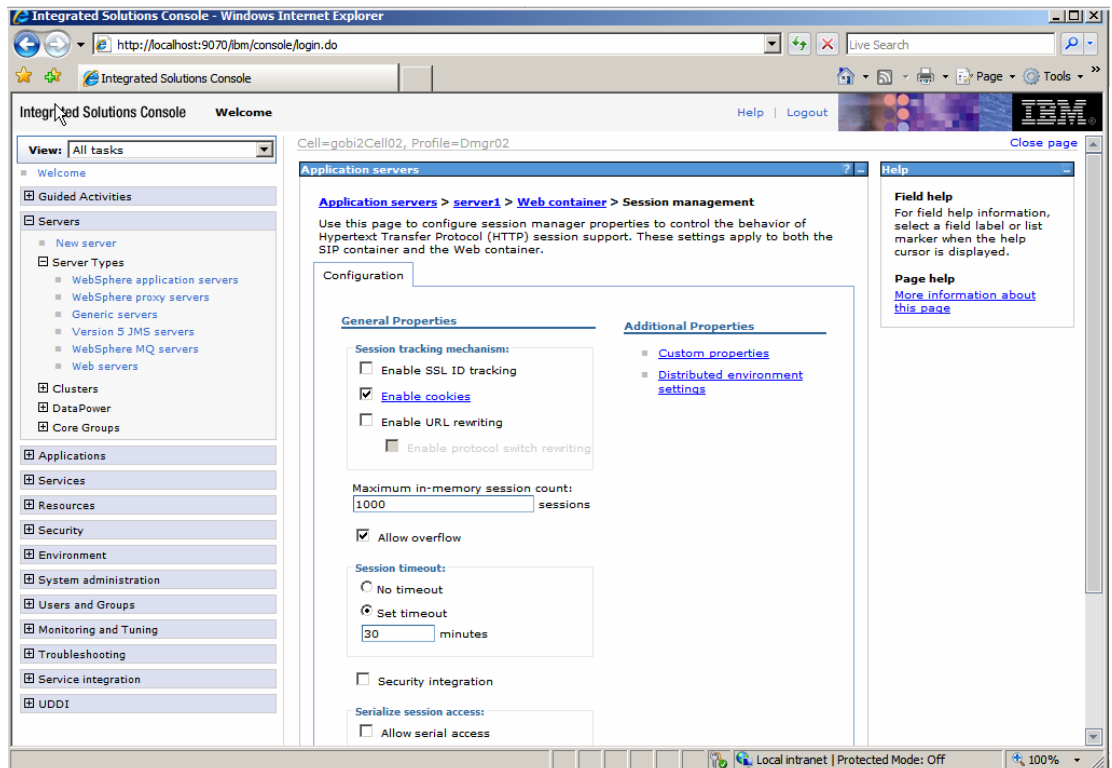 Integrated Solutions Console - Windows Internet Explorer
http://localhost:9070/ibm/console/login.do
Live Search
Integrated Solutions Console
Page
Tools
Integrated Solutions Console Welcome
Help | Logout
IBM
View: All tasks
Welcome
Guided Activities
Servers
New server
Server Types
WebSphere application servers
WebSphere proxy servers
Generic servers
Version 5 JMS servers
WebSphere MQ servers
Web servers
Clusters
DataPower
Core Groups
Applications
Services
Resources
Security
Environment
System administration
Users and Groups
Monitoring and Tuning
Troubleshooting
Service integration
UDDI
Cell=gobi2Cell02, Profile=Dmgr02
Close page
Application servers
?
Application servers > server1 > Web container > Session management
Use this page to configure session manager properties to control the behavior of
Hypertext Transfer Protocol (HTTP) session support. These settings apply to both the
SIP container and the Web container.
Configuration
General Properties
Session tracking mechanism:
Enable SSL ID tracking
Enable cookies
Enable URL rewriting
Enable protocol switch rewriting
Maximum in-memory session count:
1000 sessions
Allow overflow
Session timeout:
No timeout
Set timeout
30 minutes
Security integration
Serialize session access:
Allow serial access
Additional Properties
Custom properties
Distributed environment
settings
Help
Field help
For field help information,
select a field label or list
marker when the help
cursor is displayed.
Page help
More information about
this page
Local intranet | Protected Mode: Off
100%